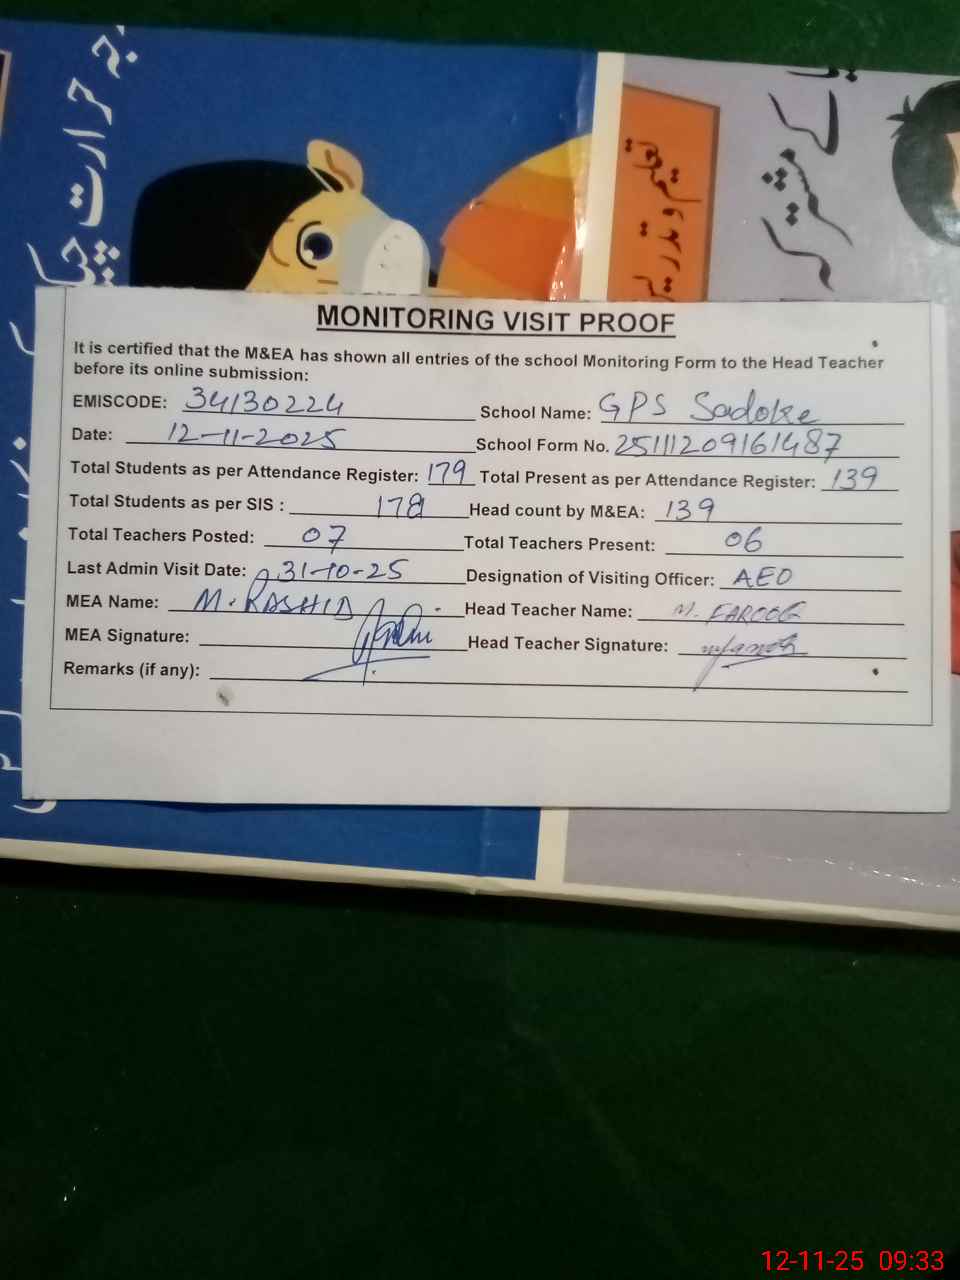 حرارت
تدریسی
MONITORING VISIT PROOF
It is certified that the M&EA has shown all entries of the school Monitoring Form to the Head Teacher
before its online submission:
EMISCODE: 34130224 School Name: GPS Sadoke
Date: 12-11-2025 School Form No. 25111209161487
Total Students as per Attendance Register: 179 Total Present as per Attendance Register: 139
Total Students as per SIS : 178 Head count by M&EA: 139
Total Teachers Posted: 07 Total Teachers Present: 06
Last Admin Visit Date: 31-10-25 Designation of Visiting Officer: AEO
MEA Name: M. RASHID Head Teacher Name: M. FAROOQ
MEA Signature: Head Teacher Signature:
Remarks (if any):
12-11-25 09:33